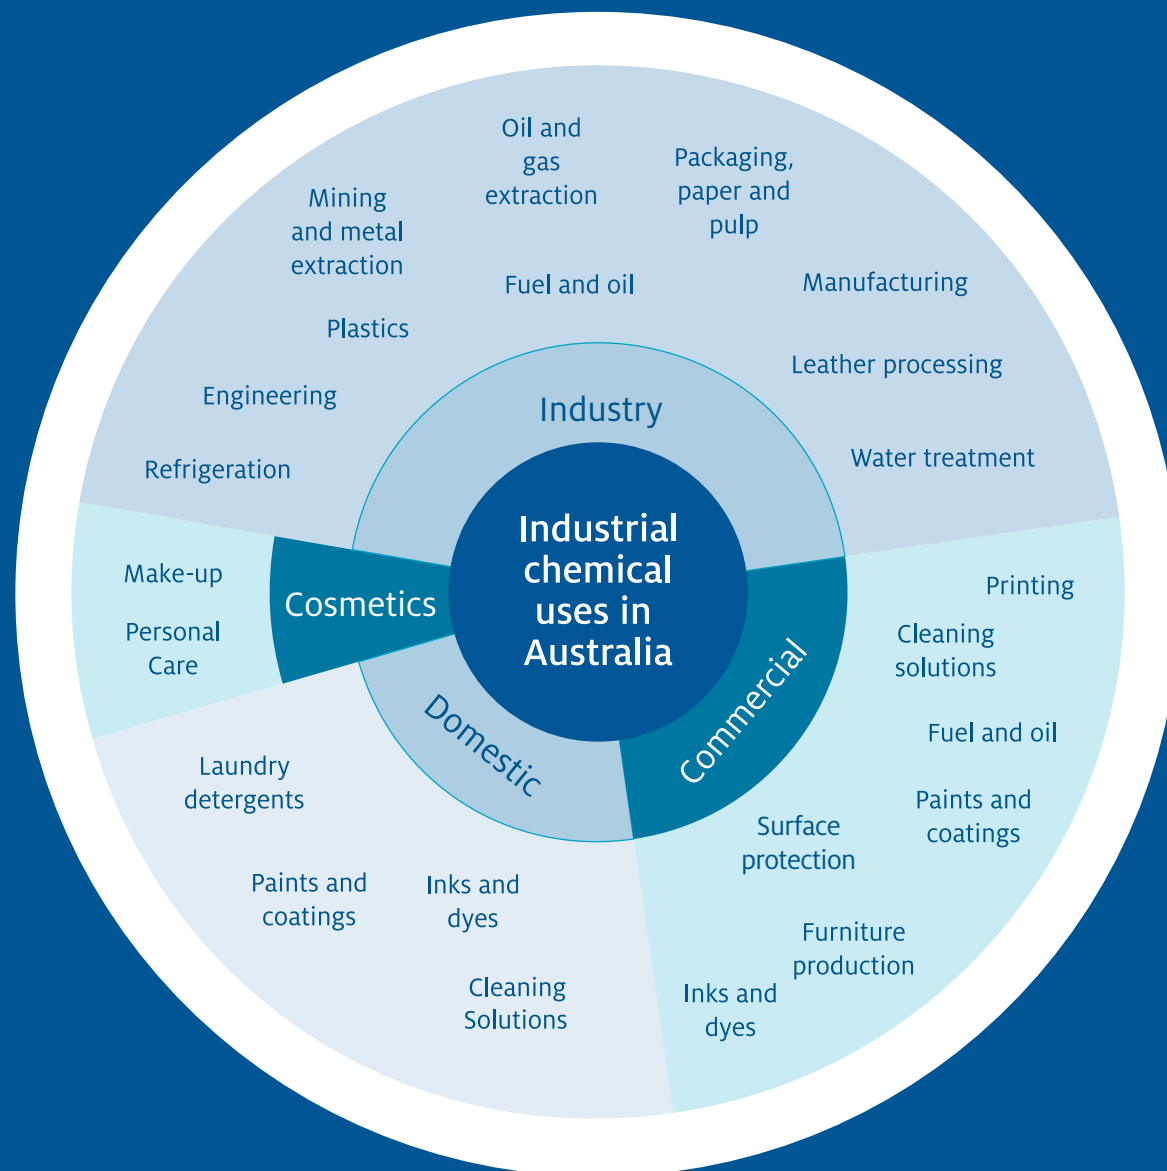 Industrial
chemical
uses in
Australia
Industry
Oil and
gas
extraction
Packaging,
paper and
pulp
Mining
and metal
extraction
Fuel and oil
Manufacturing
Plastics
Leather processing
Engineering
Water treatment
Refrigeration
Commercial
Printing
Cleaning
solutions
Fuel and oil
Paints and
coatings
Surface
protection
Furniture
production
Inks and
dyes
Domestic
Laundry
detergents
Paints and
coatings
Inks and
dyes
Cleaning
Solutions
Cosmetics
Make-up
Personal
Care